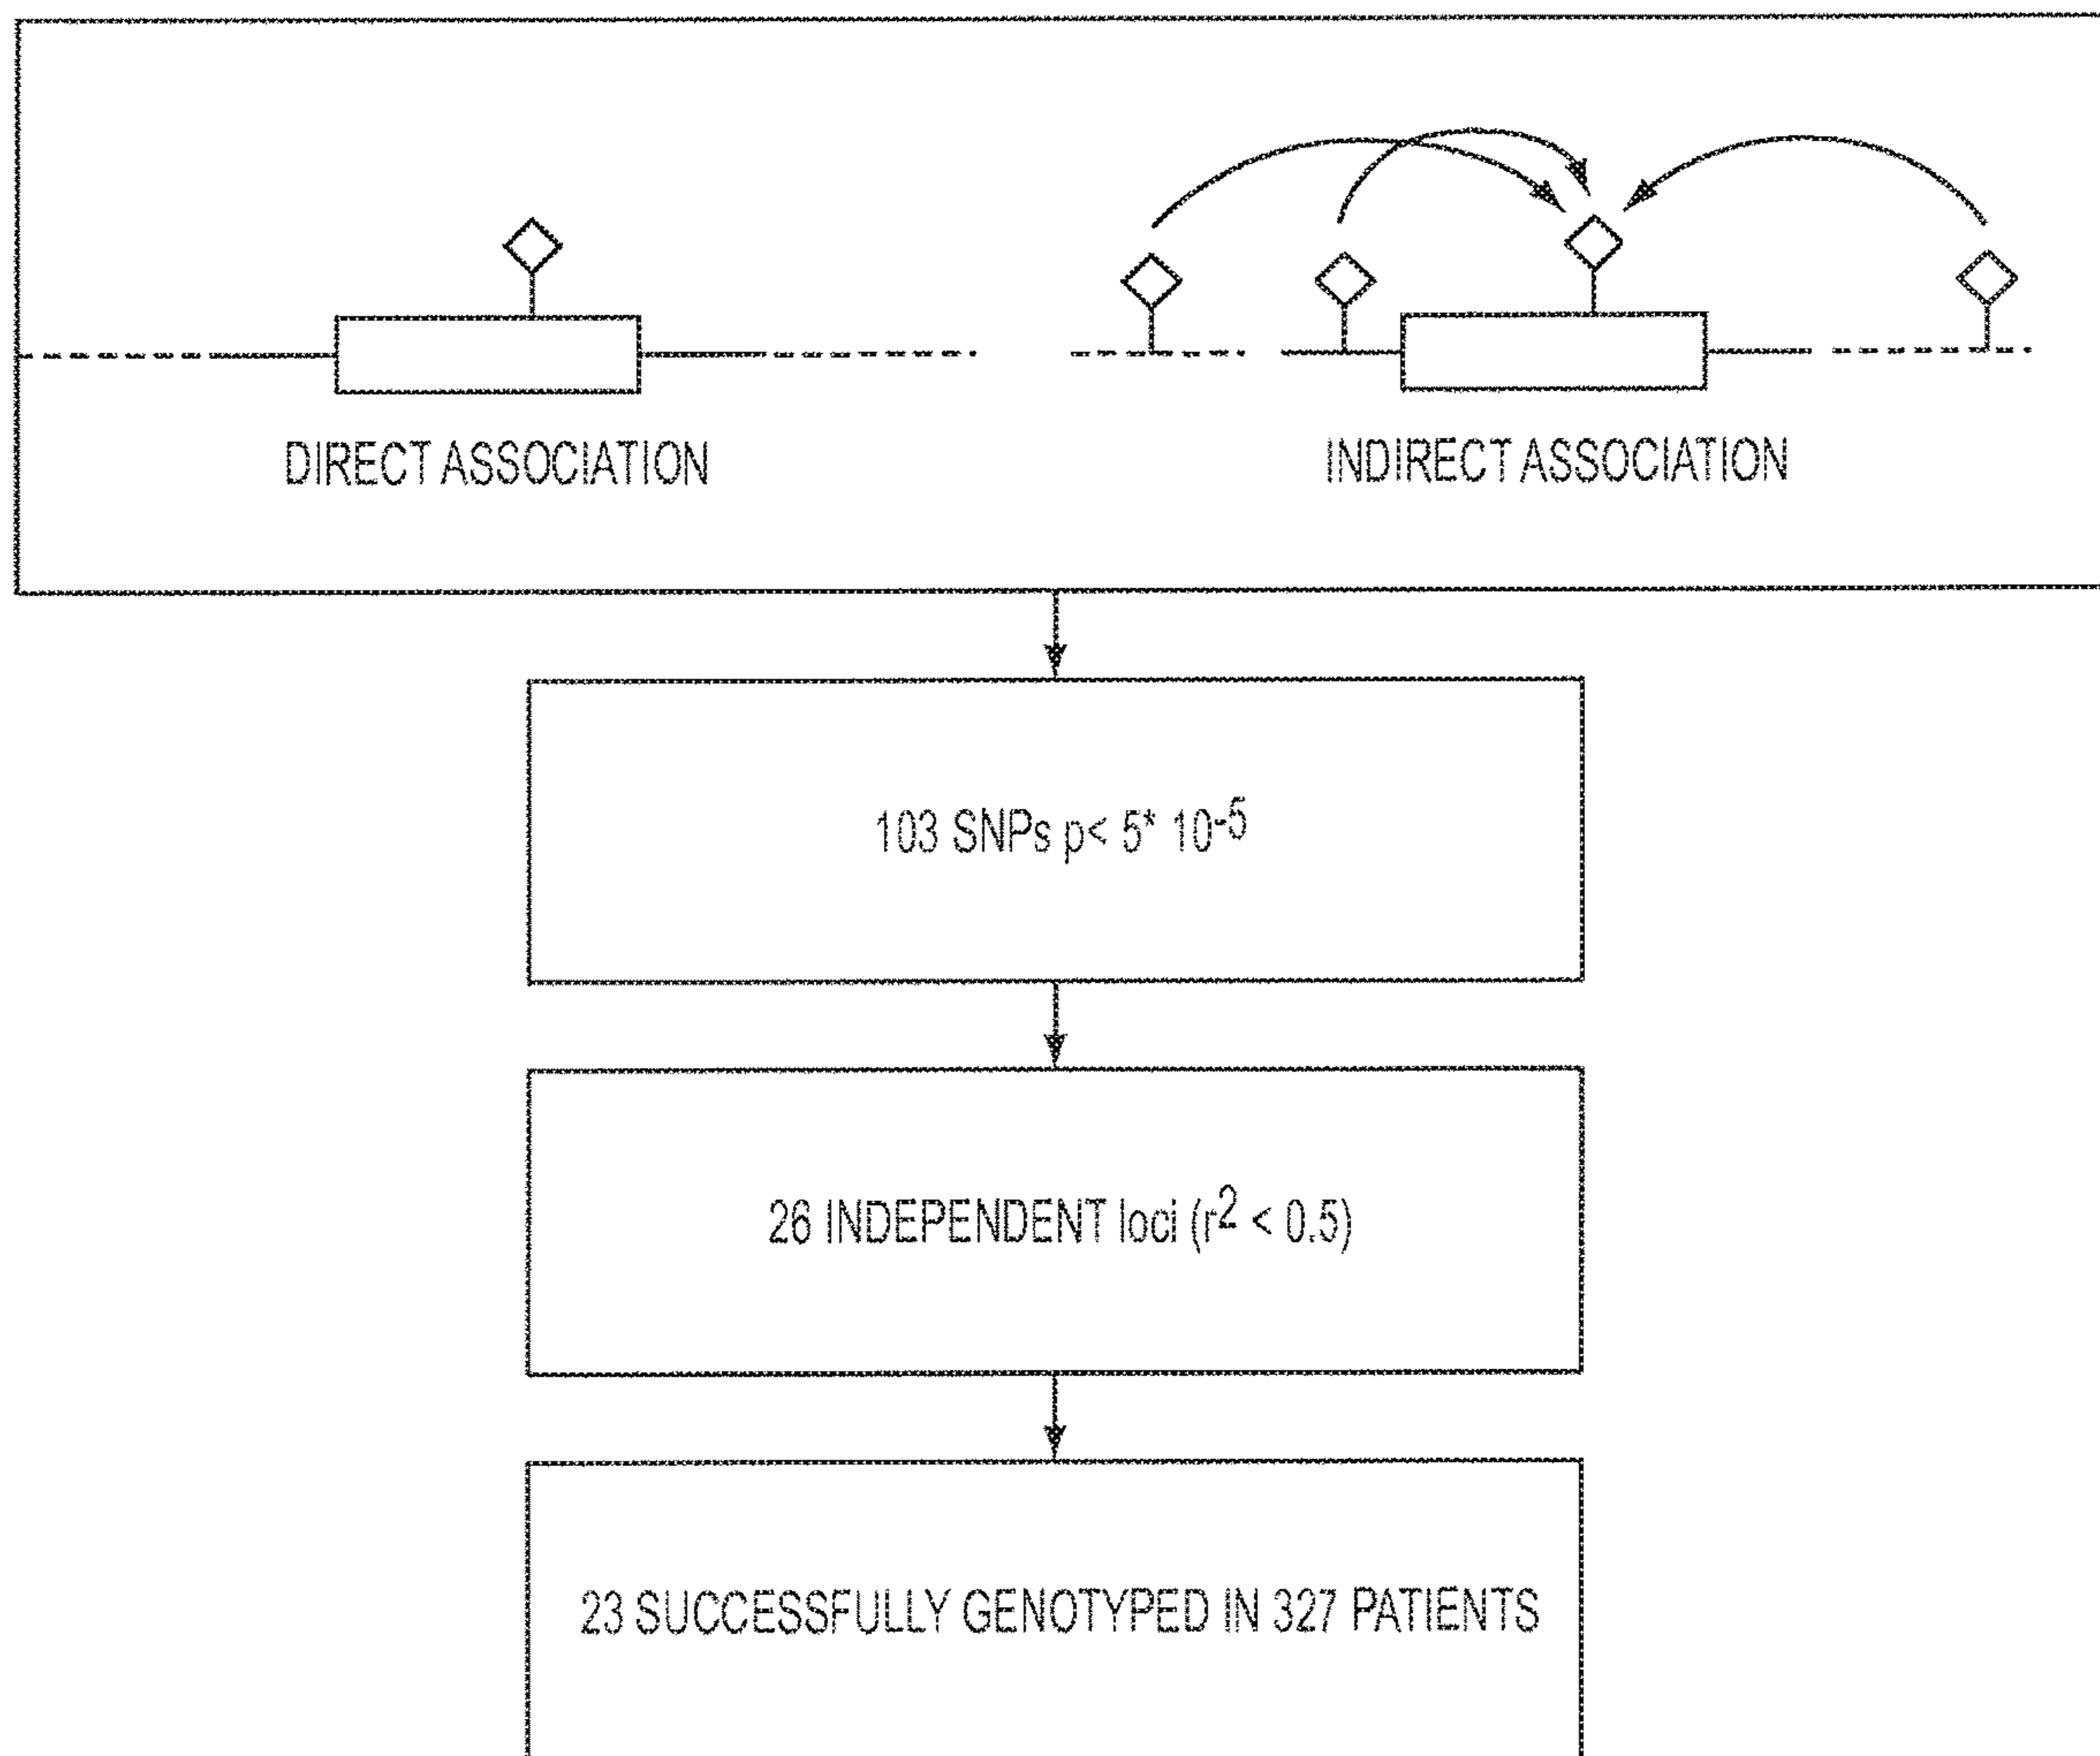 DIRECT ASSOCIATION
INDIRECT ASSOCIATION
103 SNPs p< 5* 10-5
26 INDEPENDENT loci (r2 < 0.5)
23 SUCCESSFULLY GENOTYPED IN 327 PATIENTS